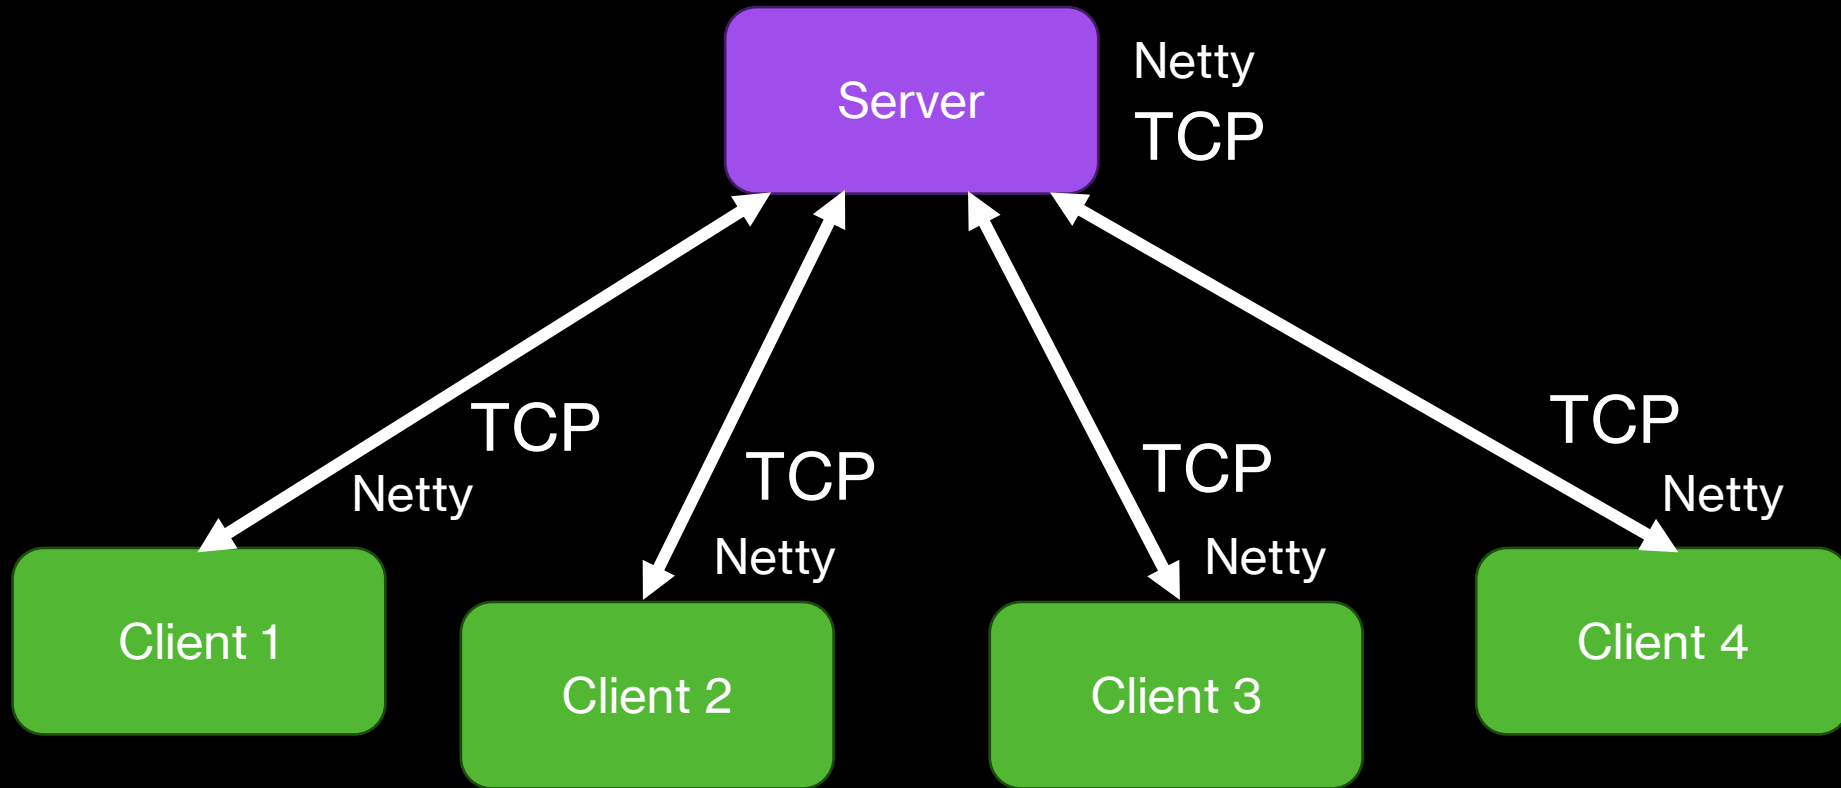 Server
Netty
TCP
TCP
Netty
TCP
Netty
TCP
Netty
TCP
Netty
Client 1
Client 2
Client 3
Client 4